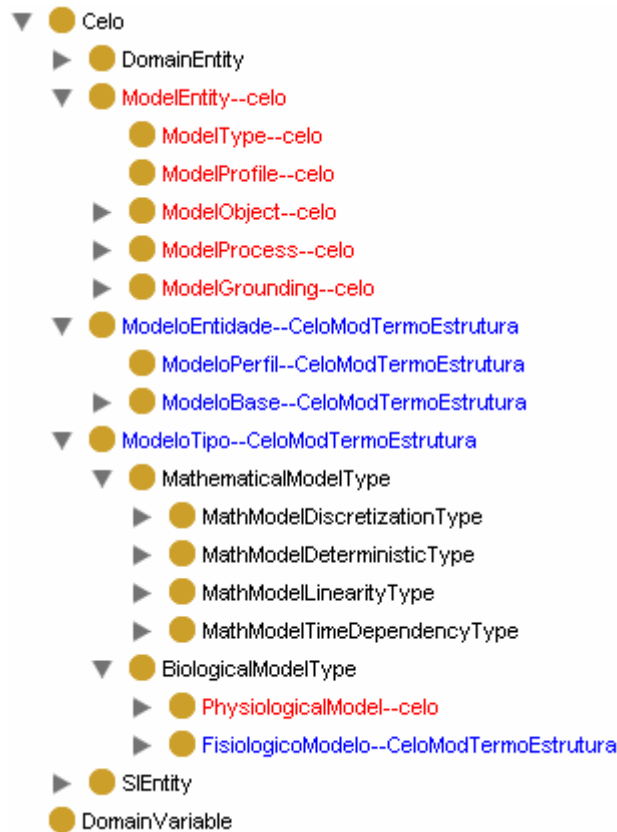 Celo
DomainEntity
ModelEntity--celo
ModelType--celo
ModelProfile--celo
ModelObject--celo
ModelProcess--celo
ModelGrounding--celo
ModeloEntidade--CeloModTermoEstrutura
ModeloPerfil--CeloModTermoEstrutura
ModeloBase--CeloModTermoEstrutura
ModeloTipo--CeloModTermoEstrutura
MathematicalModelType
MathModelDiscretizationType
MathModelDeterministicType
MathModelLinearityType
MathModelTimeDependencyType
BiologicalModelType
PhysiologicalModel--celo
FisiologicoModelo--CeloModTermoEstrutura
SIEntity
DomainVariable